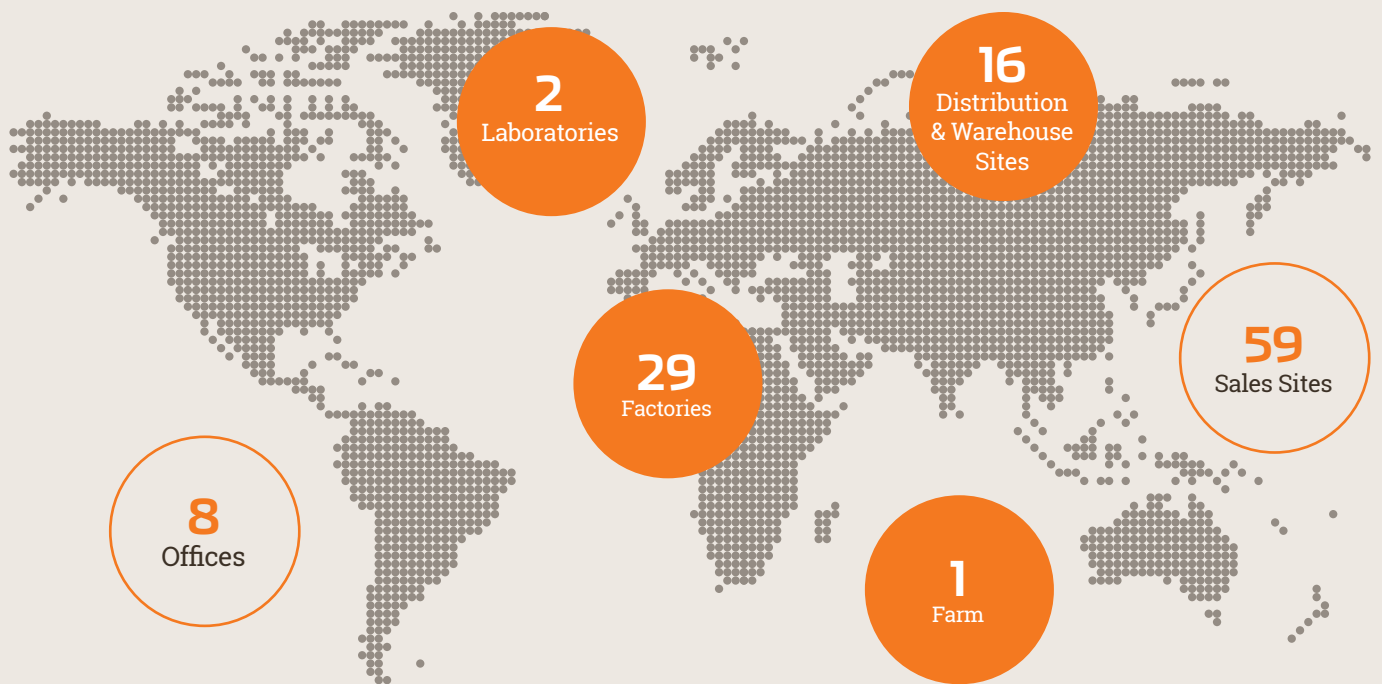 2
Laboratories
16
Distribution
& Warehouse
Sites
29
Factories
59
Sales Sites
8
Offices
1
Farm